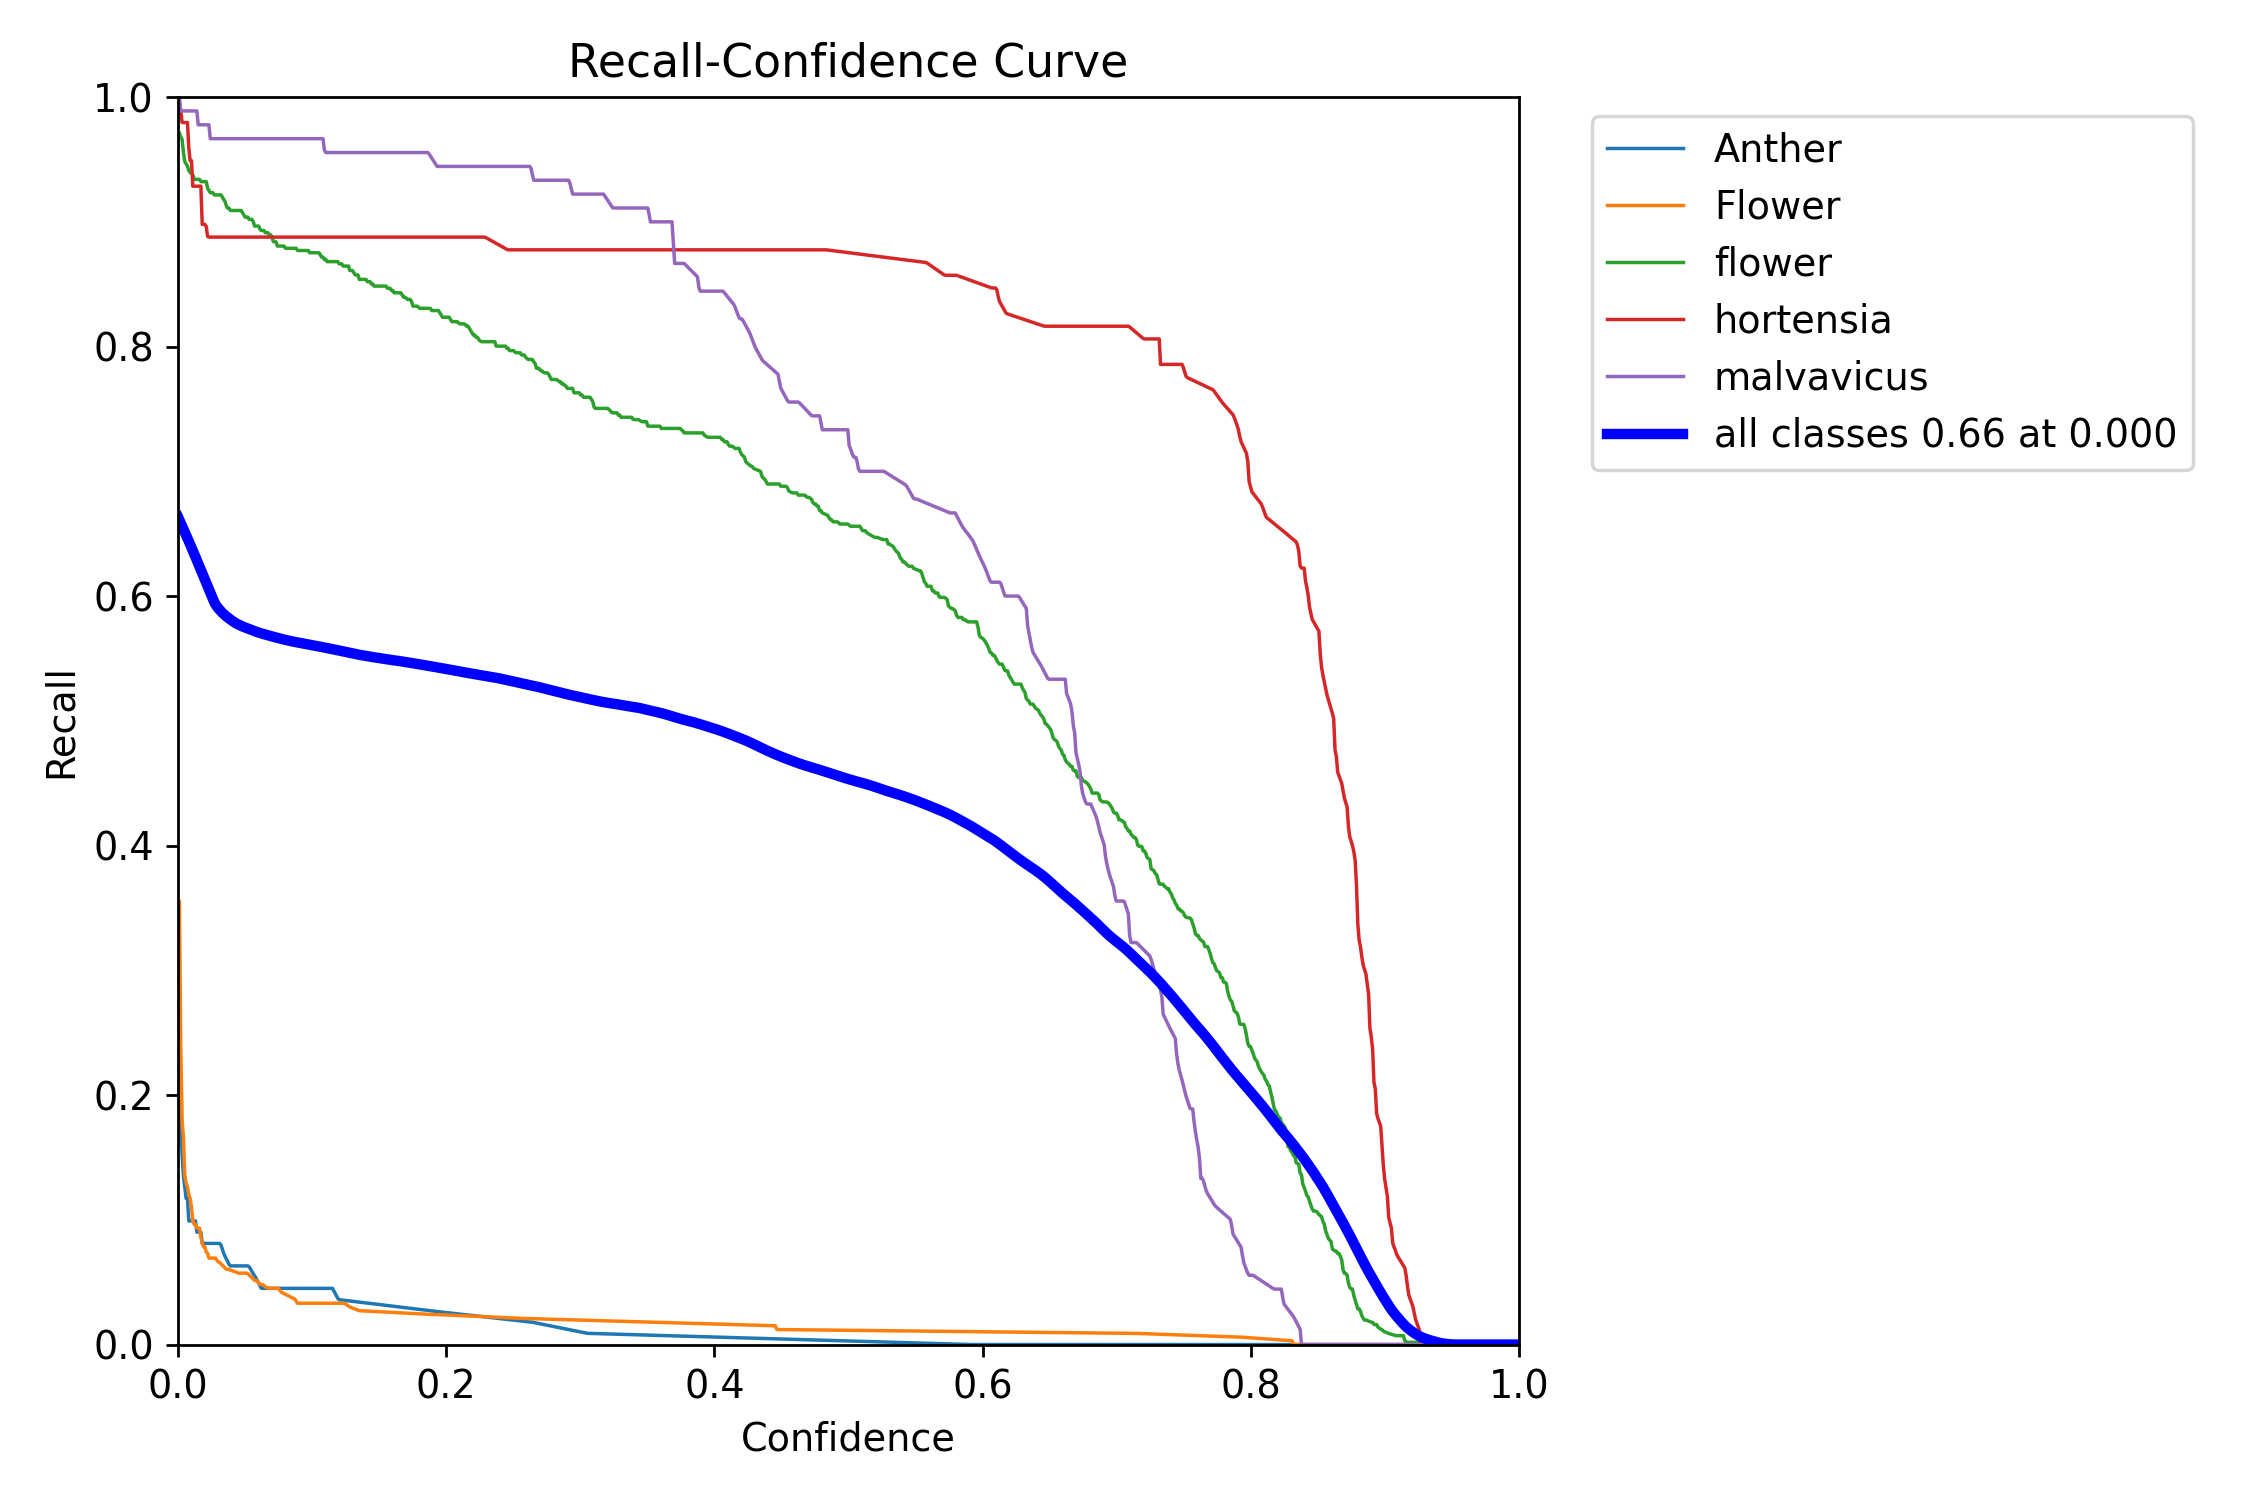 Recall-Confidence Curve
1.0
0.8
0.6
0.4
0.2
0.0
Recall
0.0 0.2 0.4 0.6 0.8 1.0
Confidence
Anther
Flower
flower
hortensia
malvavicus
all classes 0.66 at 0.000